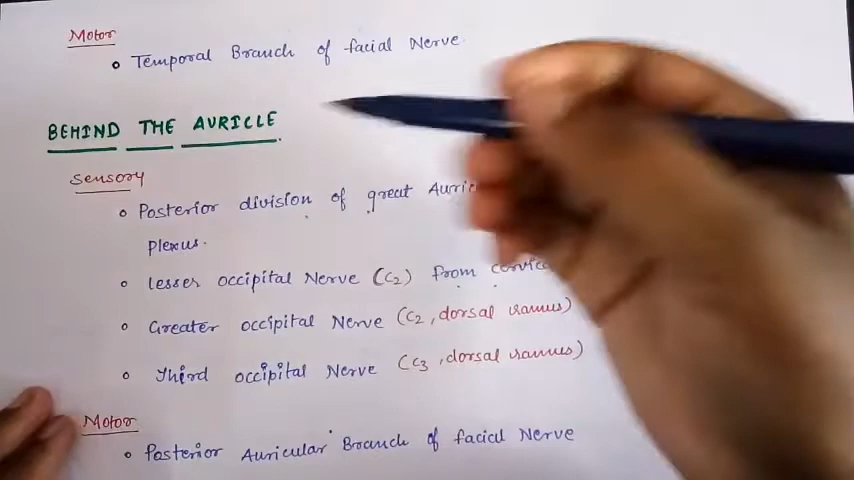 Motor
Temporal Branch of facial Nerve
BEHIND THE AURICLE
Sensory
Posterior division of great
plexus.
lesser occipital Nerve (C2) from
Greater occipital Nerve (C2, dorsal ramus)
Third occipital Nerve (C3, dorsal ramus)
Motor
Posterior Auricular Branch of facial Nerve